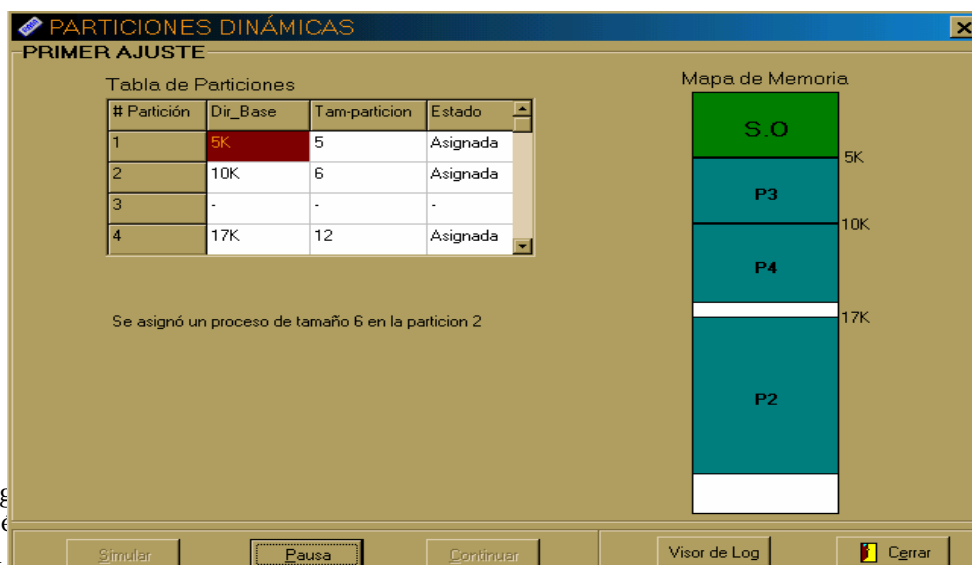 PARTICIONES DINÁMICAS
PRIMER AJUSTE
Tabla de Particiones
# Partición Dir_Base Tam-particion Estado
1 5K 5 Asignada
2 10K 6 Asignada
3 - - -
4 17K 12 Asignada
Se asignó un proceso de tamaño 6 en la particion 2
Mapa de Memoria
S.O
5K
P3
10K
P4
17K
P2
Simular Pausa Continuar Visor de Log Cerrar